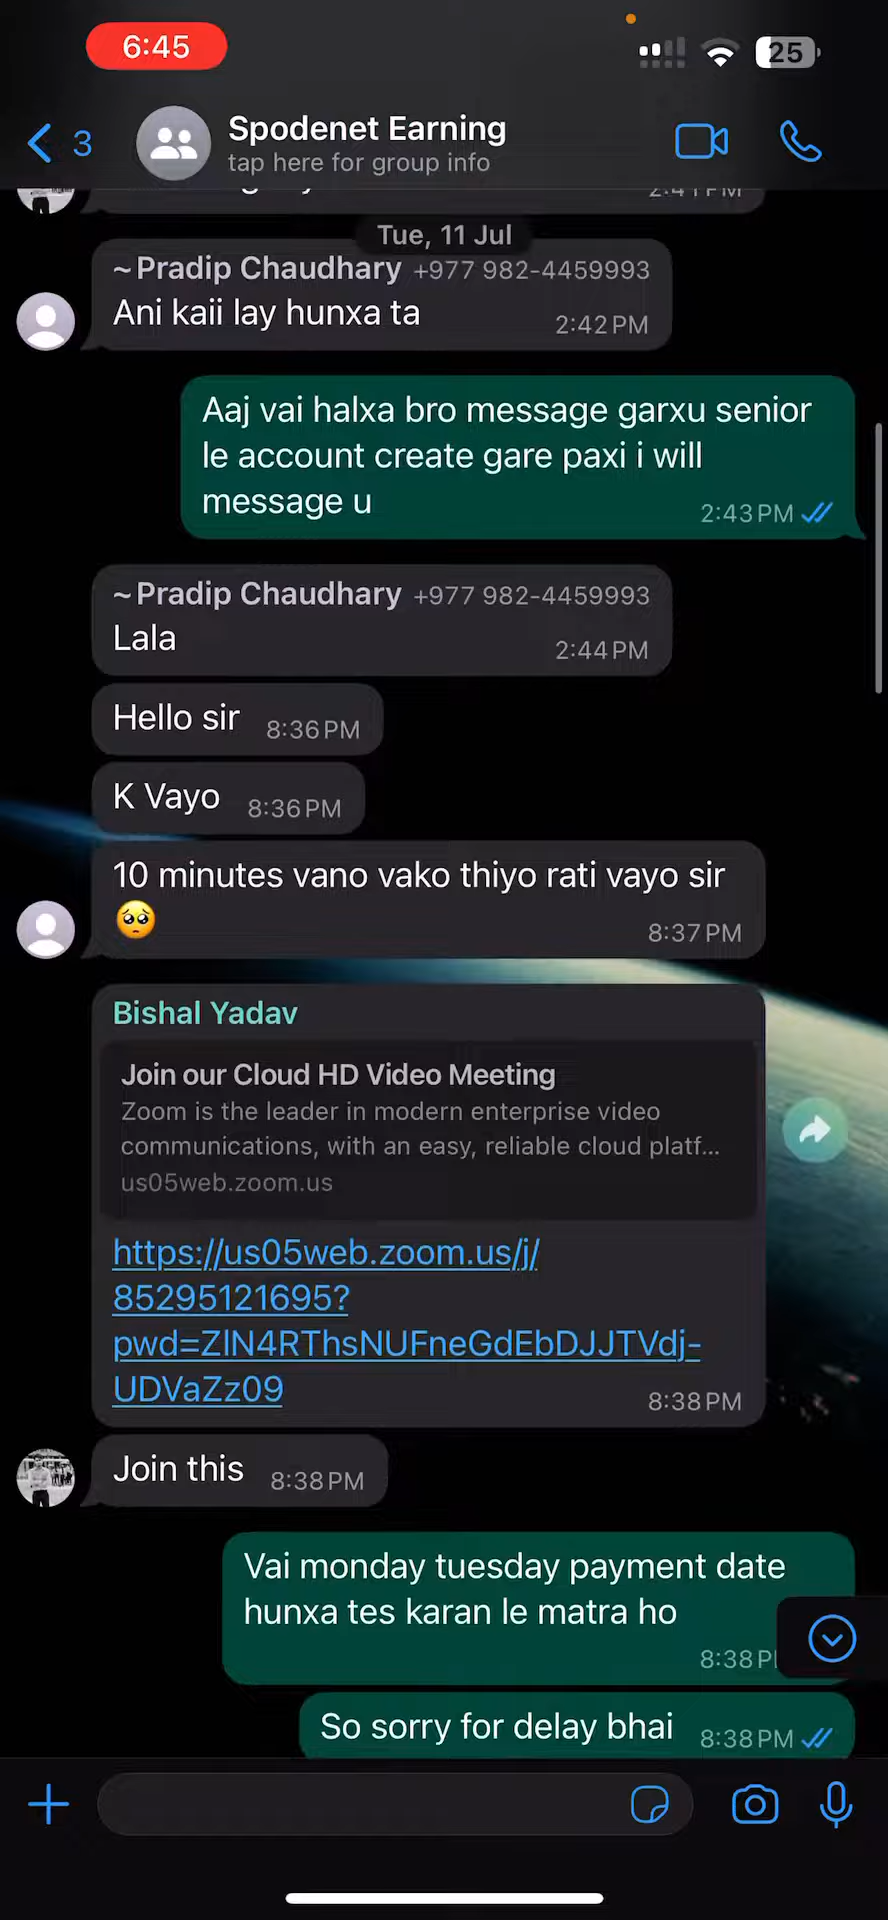 6:45
25
3
Spodenet Earning
tap here for group info
2:41 PM
Tue, 11 Jul
~Pradip Chaudhary +977 982-4459993
Ani kaii lay hunxa ta
2:42 PM
Aaj vai halxa bro message garxu senior
le account create gare paxi i will
message u
2:43 PM
~Pradip Chaudhary +977 982-4459993
Lala
2:44 PM
Hello sir 8:36 PM
K Vayo 8:36 PM
10 minutes vano vako thiyo rati vayo sir
🥺
8:37 PM
Bishal Yadav
Join our Cloud HD Video Meeting
Zoom is the leader in modern enterprise video
communications, with an easy, reliable cloud platf...
us05web.zoom.us
https://us05web.zoom.us/j/
85295121695?
pwd=ZlN4RThsNUFneGdEbDJJTVdj-
UDVaZz09
8:38 PM
Join this 8:38 PM
Vai monday tuesday payment date
hunxa tes karan le matra ho
8:38
So sorry for delay bhai 8:38 PM